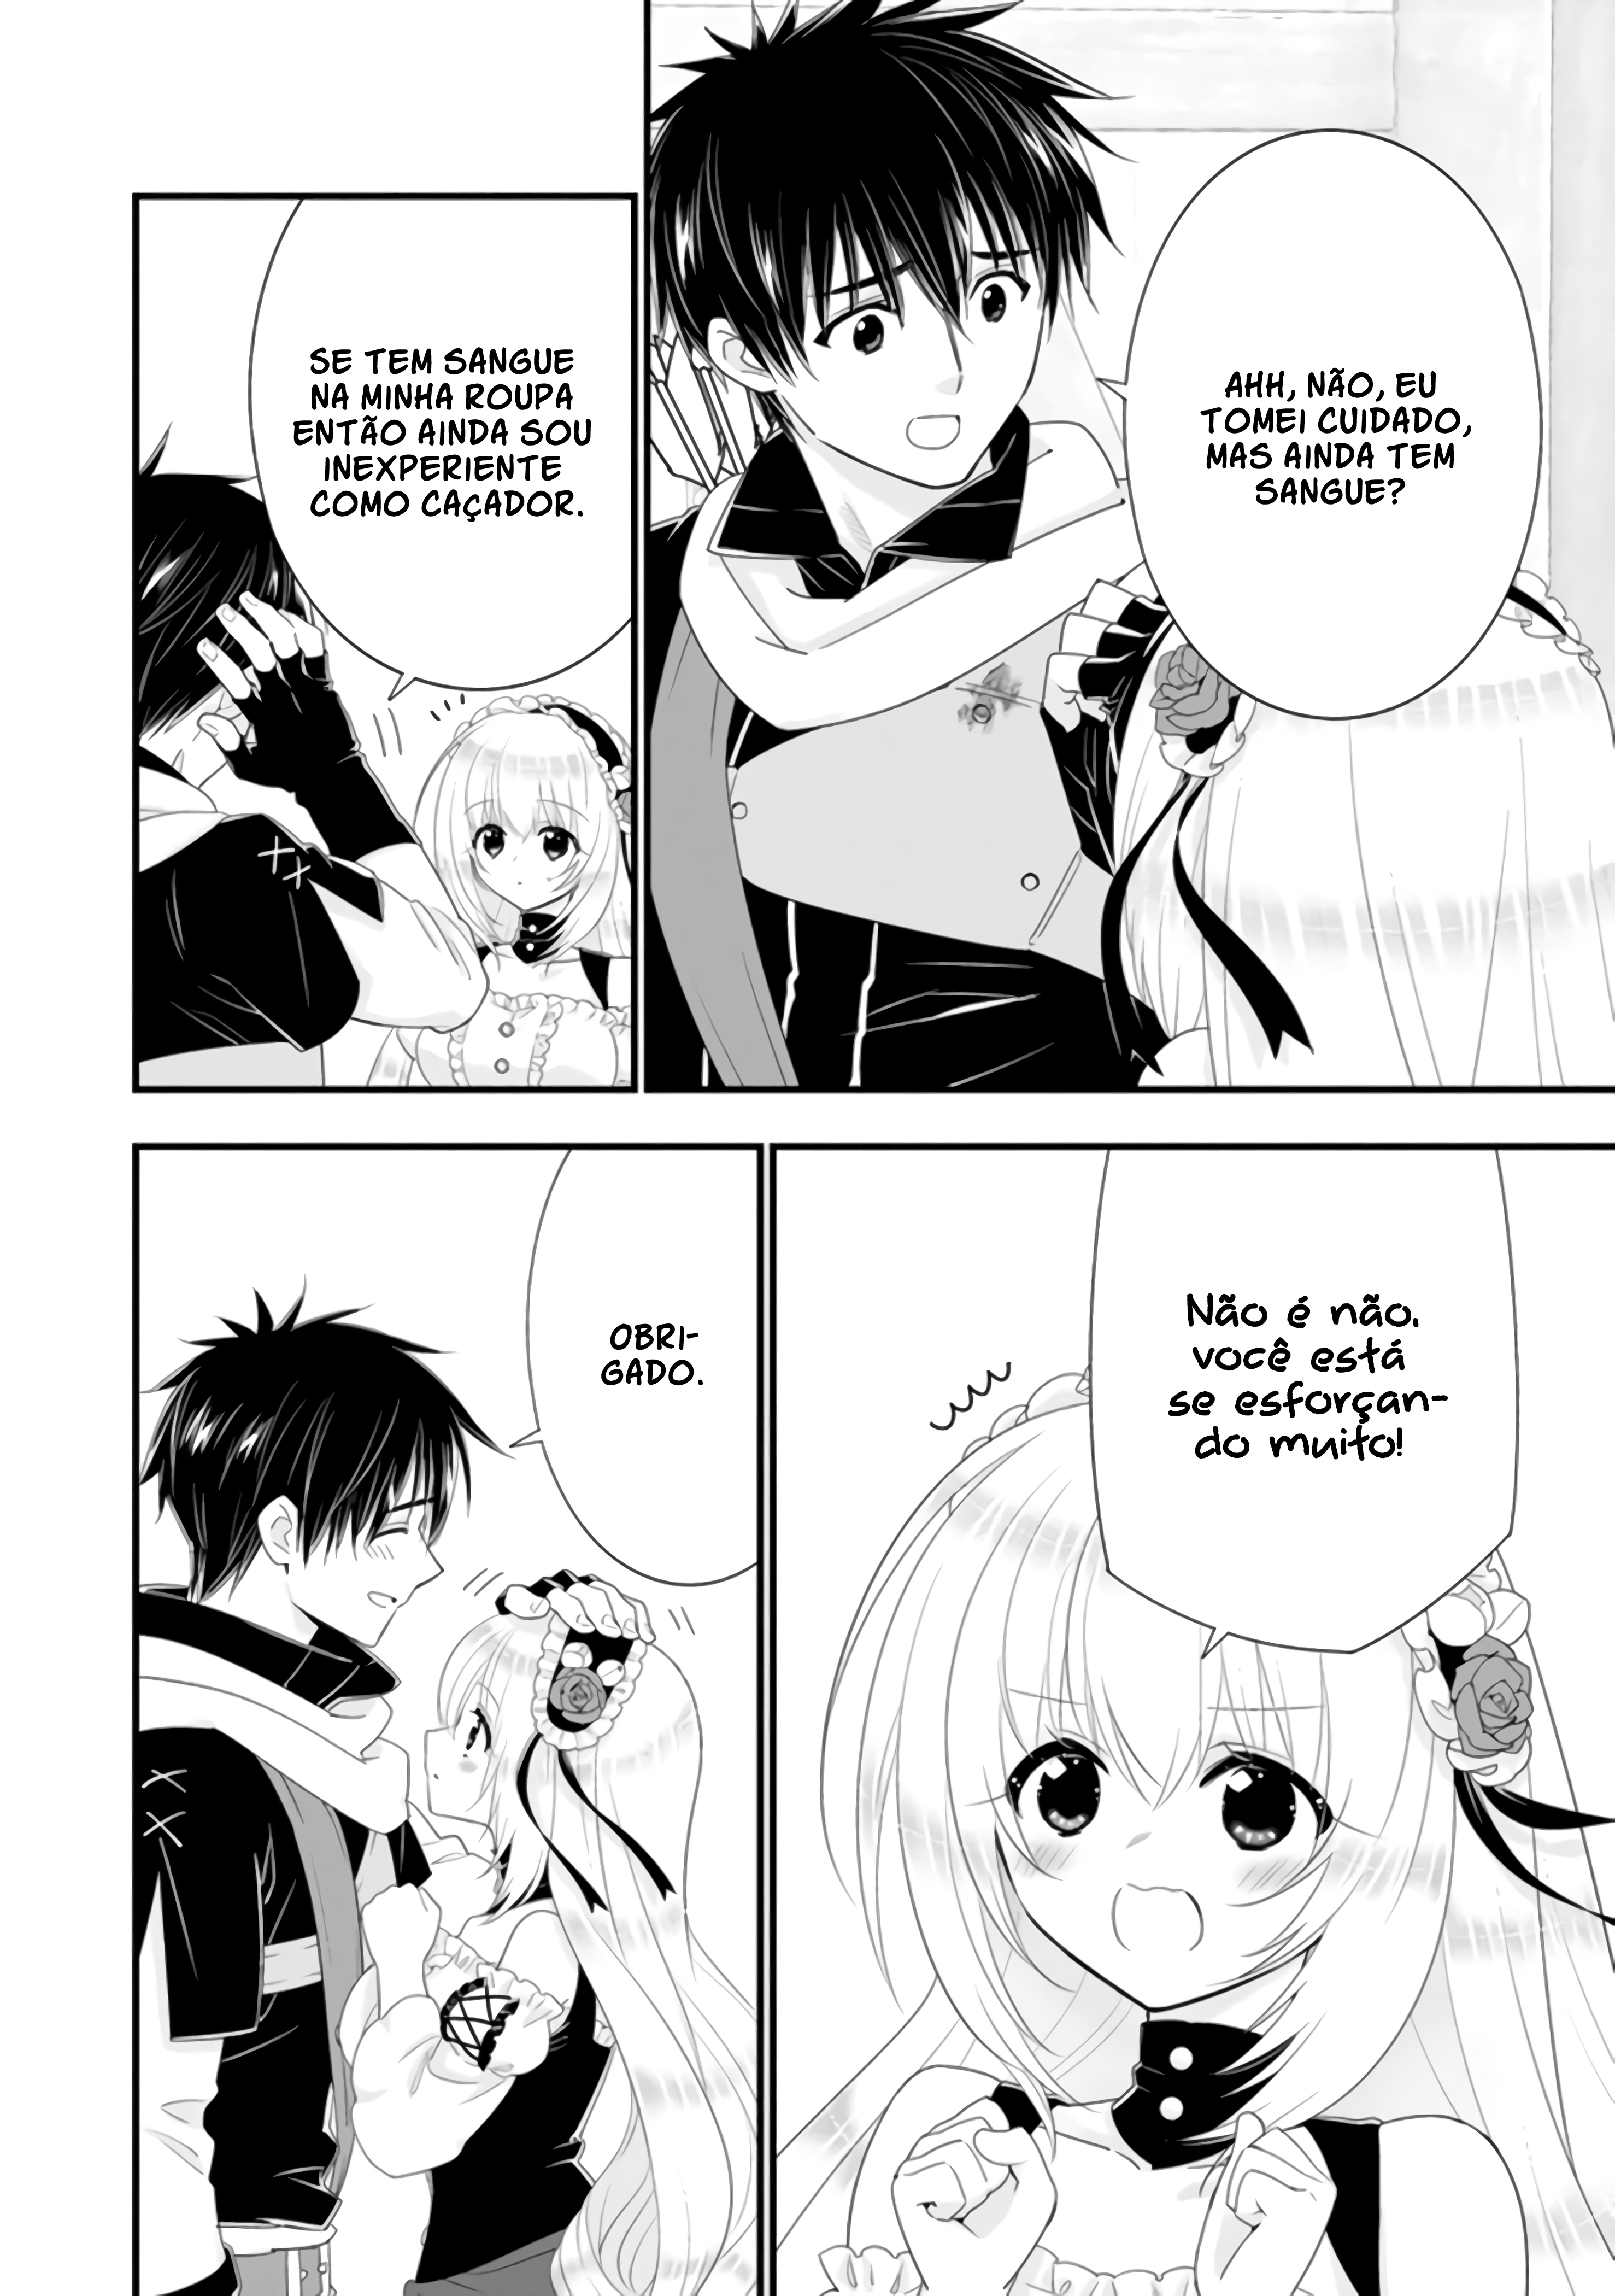 AHH, NÃO, EU
TOMEI CUIDADO,
MAS AINDA TEM
SANGUE?
SE TEM SANGUE
NA MINHA ROUPA
ENTÃO AINDA SOU
INEXPERIENTE
COMO CAÇADOR.
Não é não.
você está
se esforçan-
do muito!
OBRI-
GADO.